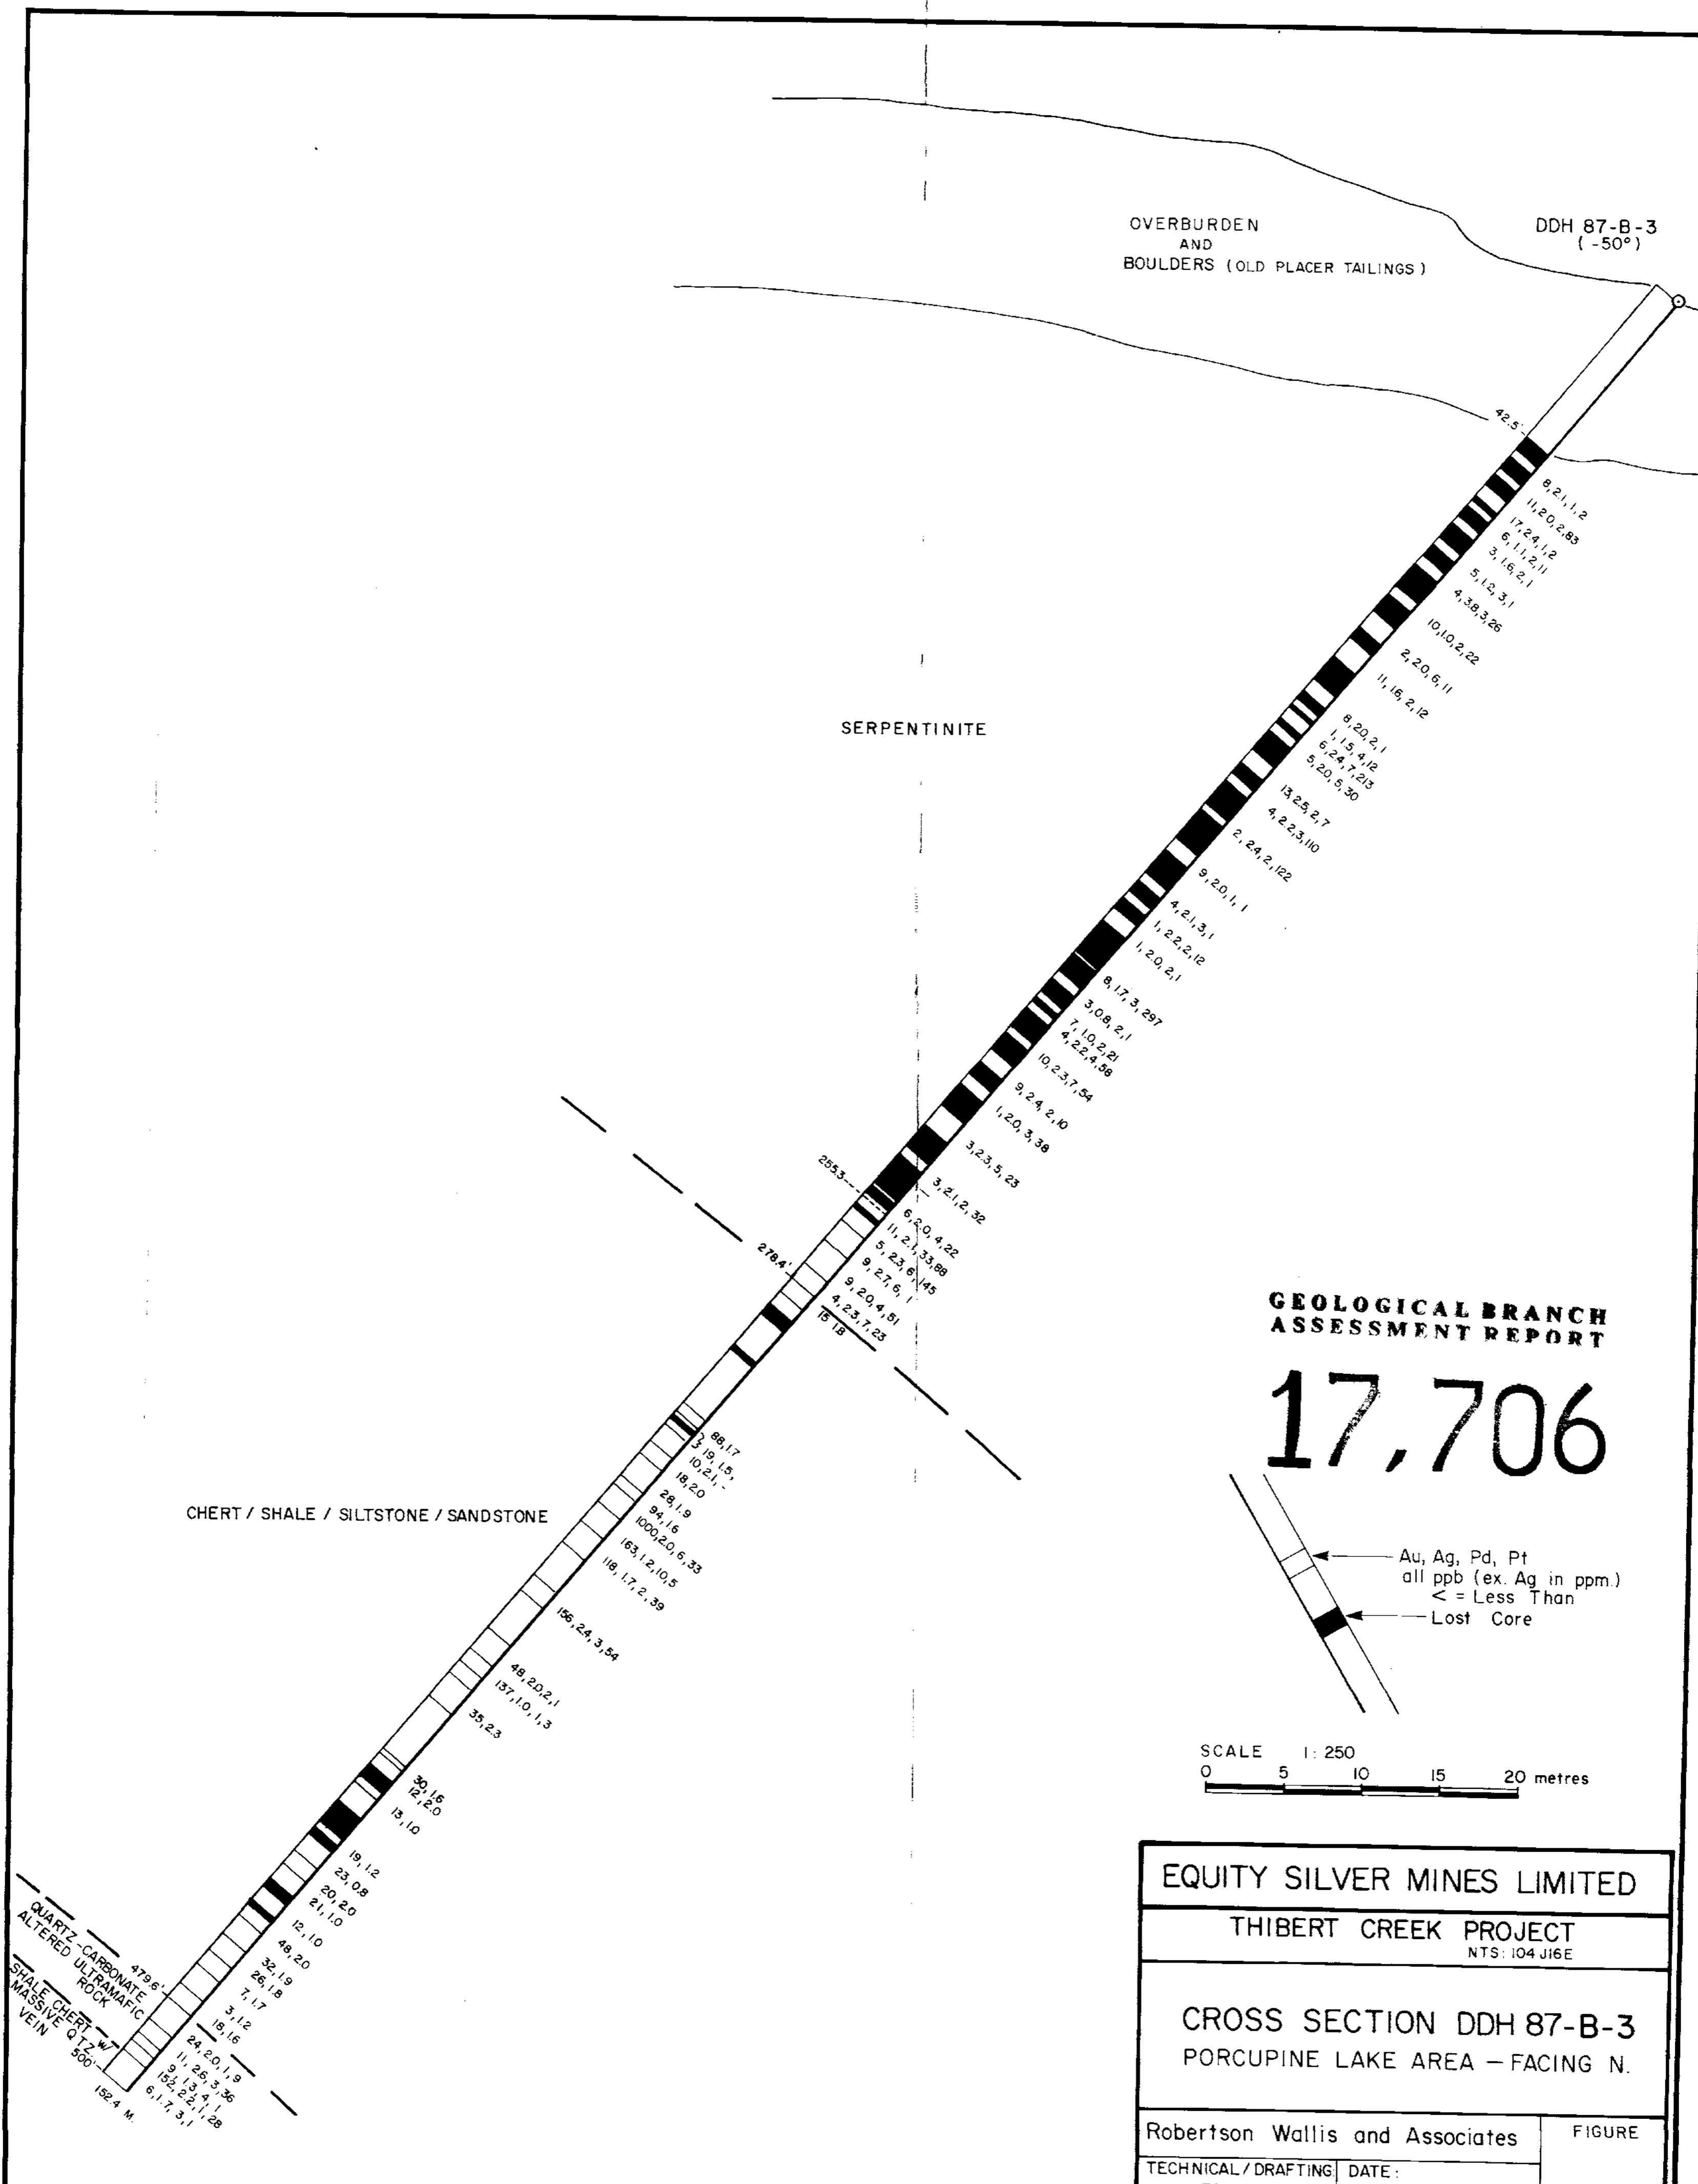 OVERBURDEN
AND
BOULDERS (OLD PLACER TAILINGS)
DDH 87-B-3
(-50°)
42.5'
8, 2.1, 1, 2
11, 2.0, 2, 83
17, 2.4, 1, 2
6, 1.1, 2, 11
3, 1.6, 2, 1
5, 1.2, 3, 1
4, 3.8, 3, 26
10, 1.0, 2, 22
2, 2.0, 6, 11
11, 1.6, 2, 12
SERPENTINITE
8, 2.0, 2, 1
1, 1.5, 4, 12
6, 2.4, 7, 213
5, 2.0, 5, 30
13, 2.5, 2, 7
4, 2.2, 3, 110
2, 2.4, 2, 122
9, 2.0, 1, 1
4, 2.1, 3, 1
1, 2.2, 2, 12
1, 2.0, 2, 1
8, 1.7, 3, 297
3, 0.8, 2, 1
7, 1.0, 2, 21
4, 2.2, 4, 58
10, 2.3, 7, 54
9, 2.4, 2, 10
1, 2.0, 3, 38
3, 2.3, 5, 23
255.3
3, 2.1, 2, 32
6, 2.0, 4, 22
11, 2.1, 33, 88
5, 2.3, 6, 145
9, 2.7, 6, 1
278.4'
9, 2.0, 4, 51
4, 2.3, 7, 23
15 1.8
GEOLOGICAL BRANCH
ASSESSMENT REPORT
17,706
88, 1.7
19, 1.5,
10, 2.1, -
18, 2.0
28, 1.9
94, 1.6
1000, 2.0, 6, 33
163, 1.2, 10, 5
118, 1.7, 2, 39
CHERT / SHALE / SILTSTONE / SANDSTONE
156, 2.4, 3, 54
48, 2.0, 2, 1
137, 1.0, 1, 3
35, 2.3
Au, Ag, Pd, Pt
all ppb (ex. Ag in ppm.)
< = Less Than
Lost Core
SCALE 1: 250
0 5 10 15 20 metres
30, 1.6
12, 2.0
13, 1.0
19, 1.2
23, 0.8
20, 2.0
21, 1.0
12, 1.0
48, 2.0
32, 1.9
26, 1.8
7, 1.7
3, 1.2
18, 1.6
QUARTZ-CARBONATE
ALTERED ULTRAMAFIC
ROCK
479.6'
SHALE, CHERT w/
MASSIVE QTZ.
VEIN
500'
152.4 M.
24, 2.0, 1, 9
11, 2.6, 3, 36
9, 1.3, 4, 1
152, 2.2, 1, 28
6, 1.7, 3, 1
EQUITY SILVER MINES LIMITED
THIBERT CREEK PROJECT
NTS: 104 J16E
CROSS SECTION DDH 87-B-3
PORCUPINE LAKE AREA — FACING N.
Robertson Wallis and Associates
FIGURE
TECHNICAL/DRAFTING DATE: